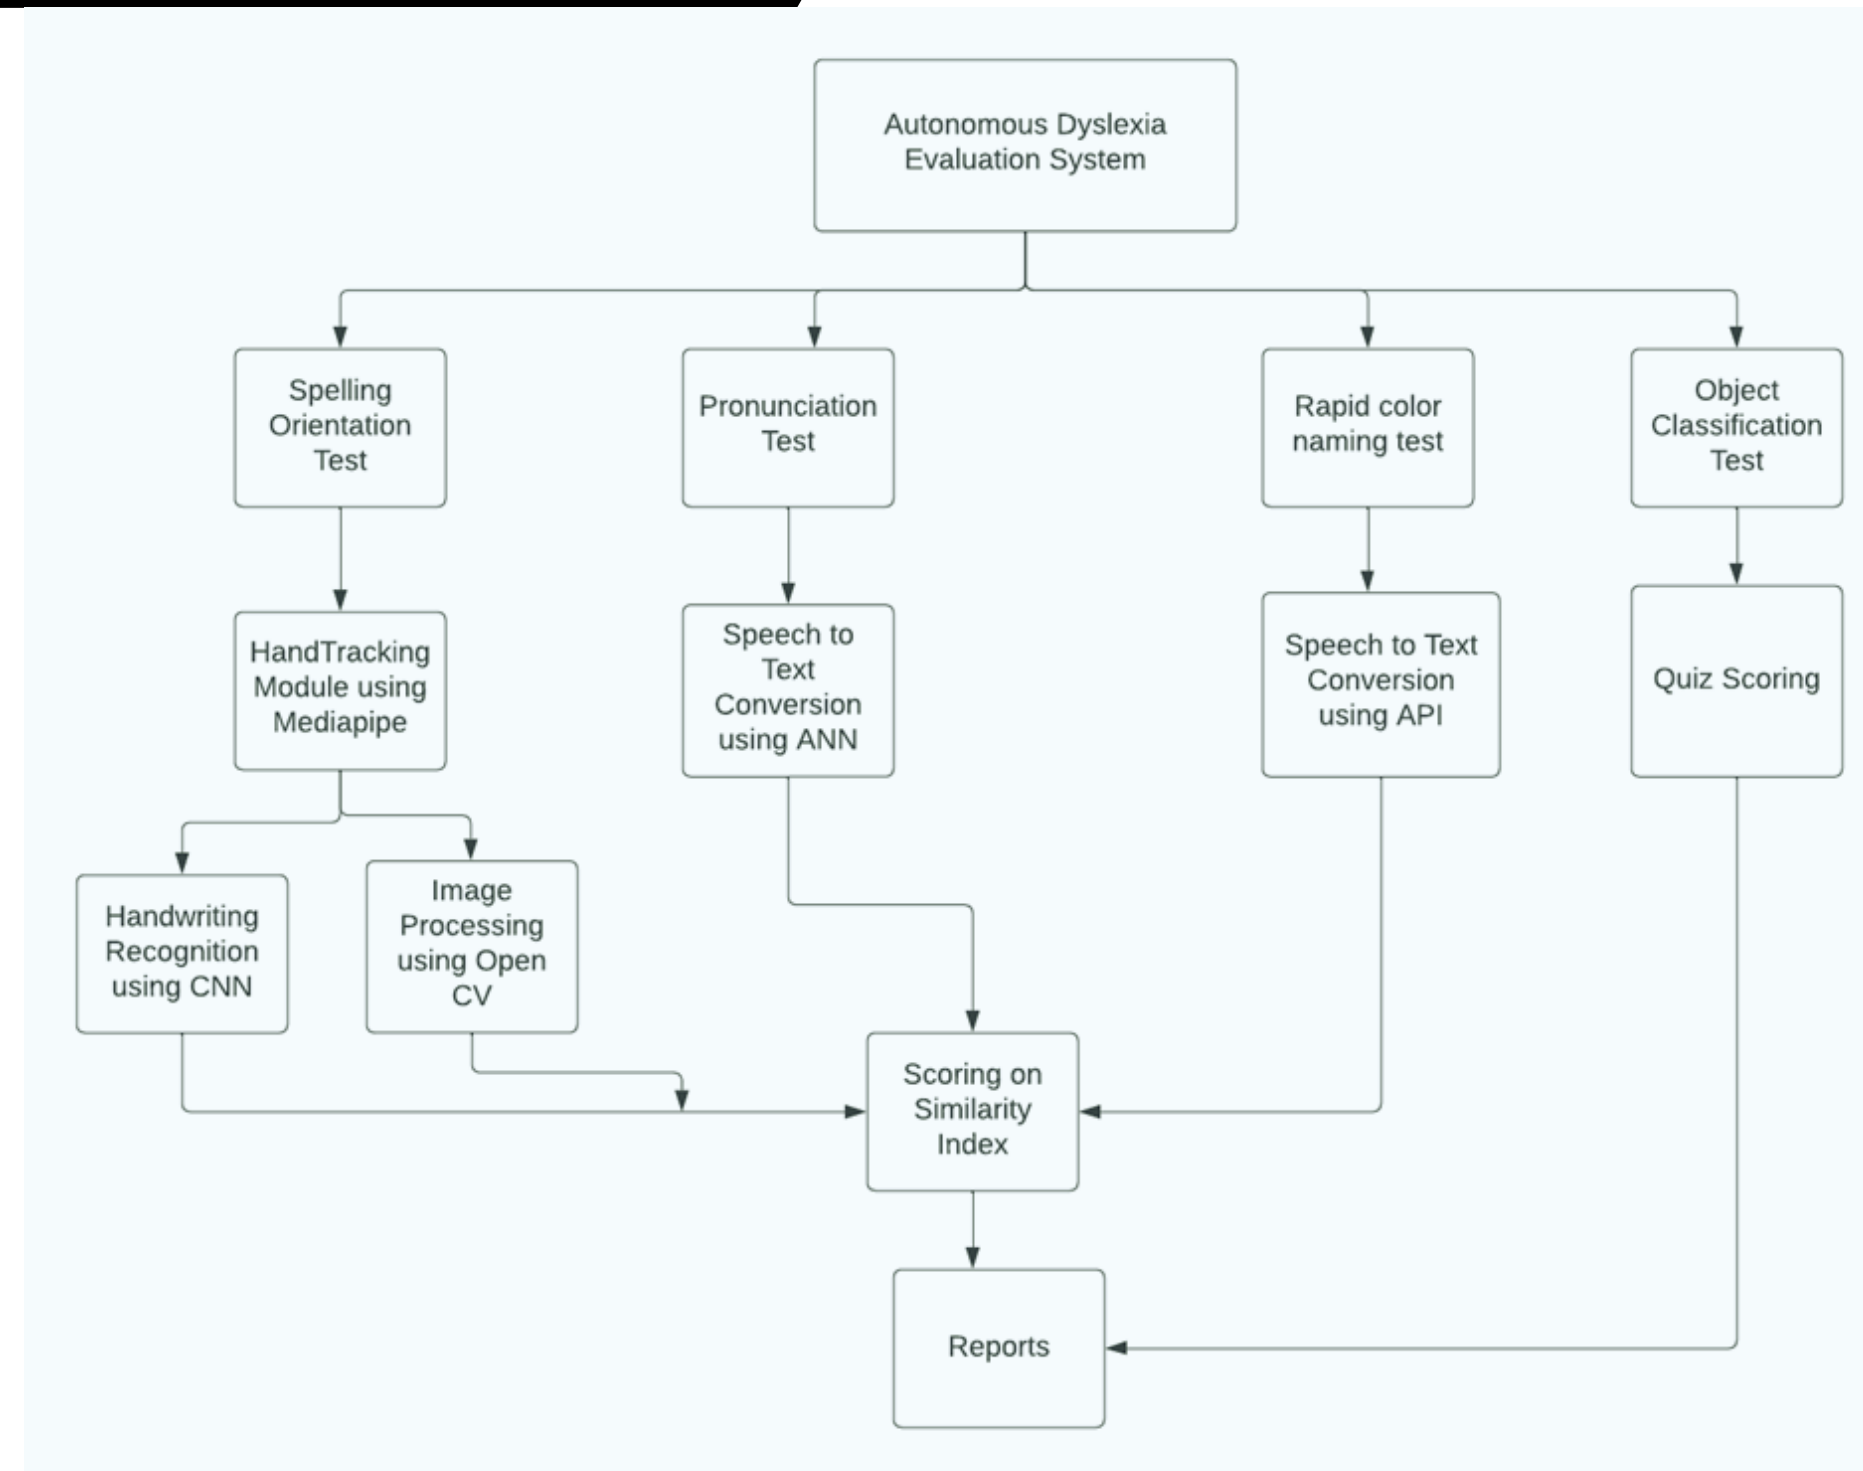 Autonomous Dyslexia
Evaluation System
Spelling
Orientation
Test
Pronunciation
Test
Rapid color
naming test
Object
Classification
Test
HandTracking
Module using
Mediapipe
Speech to
Text
Conversion
using ANN
Speech to Text
Conversion
using API
Quiz Scoring
Handwriting
Recognition
using CNN
Image
Processing
using Open
CV
Scoring on
Similarity
Index
Reports